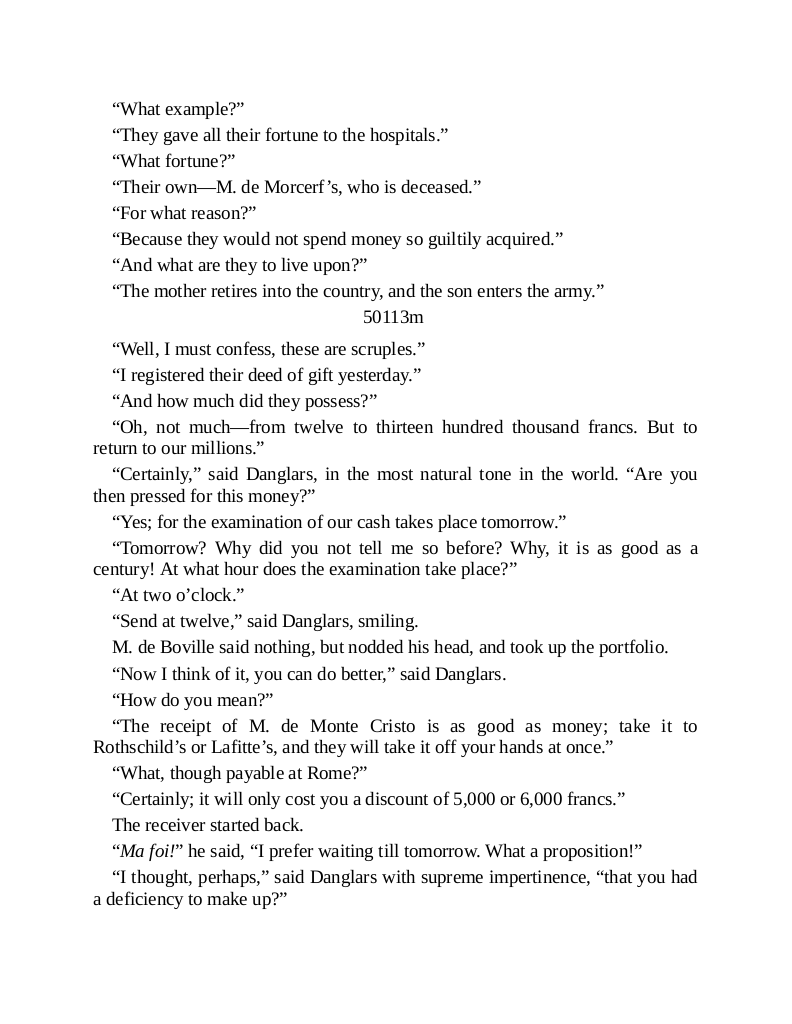 “What example?”
“They gave all their fortune to the hospitals.”
“What fortune?”
“Their own—M. de Morcerf’s, who is deceased.”
“For what reason?”
“Because they would not spend money so guiltily acquired.”
“And what are they to live upon?”
“The mother retires into the country, and the son enters the army.”
50113m
“Well, I must confess, these are scruples.”
“I registered their deed of gift yesterday.”
“And how much did they possess?”
“Oh, not much—from twelve to thirteen hundred thousand francs. But to
return to our millions.”
“Certainly,” said Danglars, in the most natural tone in the world. “Are you
then pressed for this money?”
“Yes; for the examination of our cash takes place tomorrow.”
“Tomorrow? Why did you not tell me so before? Why, it is as good as a
century! At what hour does the examination take place?”
“At two o’clock.”
“Send at twelve,” said Danglars, smiling.
M. de Boville said nothing, but nodded his head, and took up the portfolio.
“Now I think of it, you can do better,” said Danglars.
“How do you mean?”
“The receipt of M. de Monte Cristo is as good as money; take it to
Rothschild’s or Lafitte’s, and they will take it off your hands at once.”
“What, though payable at Rome?”
“Certainly; it will only cost you a discount of 5,000 or 6,000 francs.”
The receiver started back.
“Ma foi!” he said, “I prefer waiting till tomorrow. What a proposition!”
“I thought, perhaps,” said Danglars with supreme impertinence, “that you had
a deficiency to make up?”